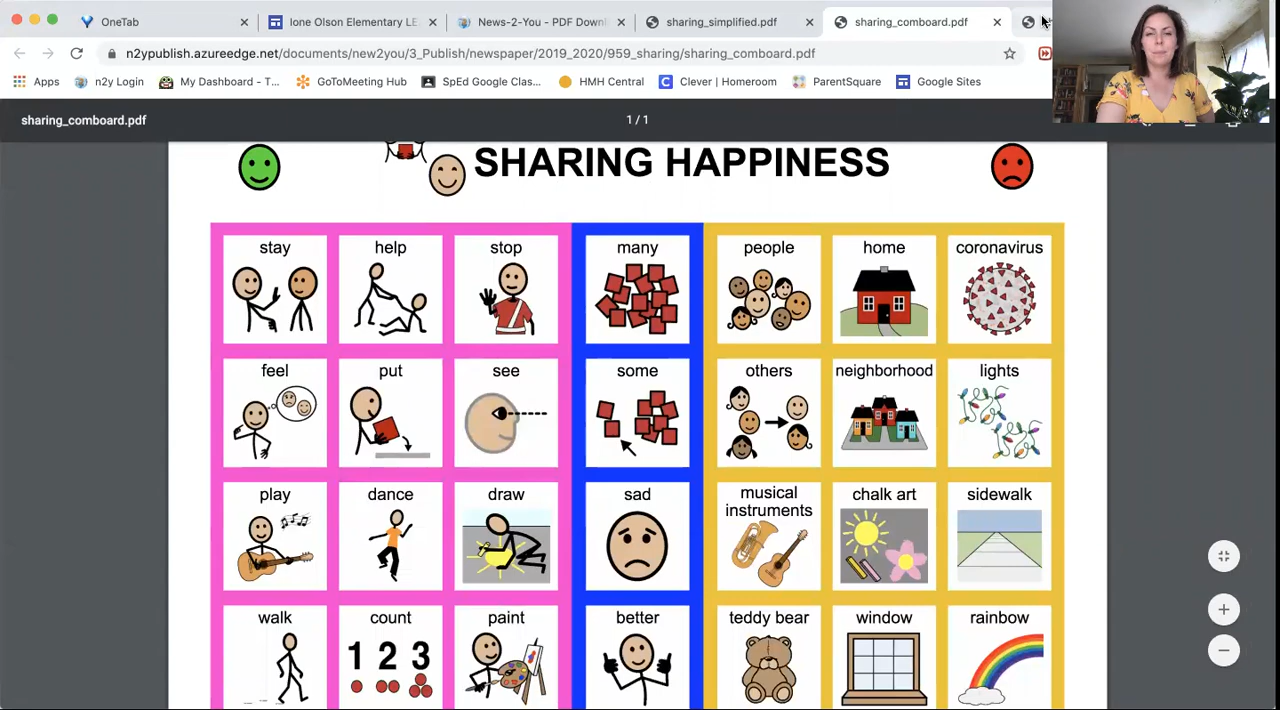 OneTab
Ione Olson Elementary LE
News-2-You - PDF Downl
sharing_simplified.pdf
sharing_comboard.pdf
n2ypublish.azureedge.net/documents/new2you/3_Publish/newspaper/2019_2020/959_sharing/sharing_comboard.pdf
Apps
n2y Login
My Dashboard - T...
GoToMeeting Hub
SpEd Google Clas...
HMH Central
Clever | Homeroom
ParentSquare
Google Sites
sharing_comboard.pdf
1 / 1
SHARING HAPPINESS
stay help stop many people home coronavirus
feel put see some others neighborhood lights
play dance draw sad musical instruments chalk art sidewalk
walk count paint better teddy bear window rainbow
1 2 3